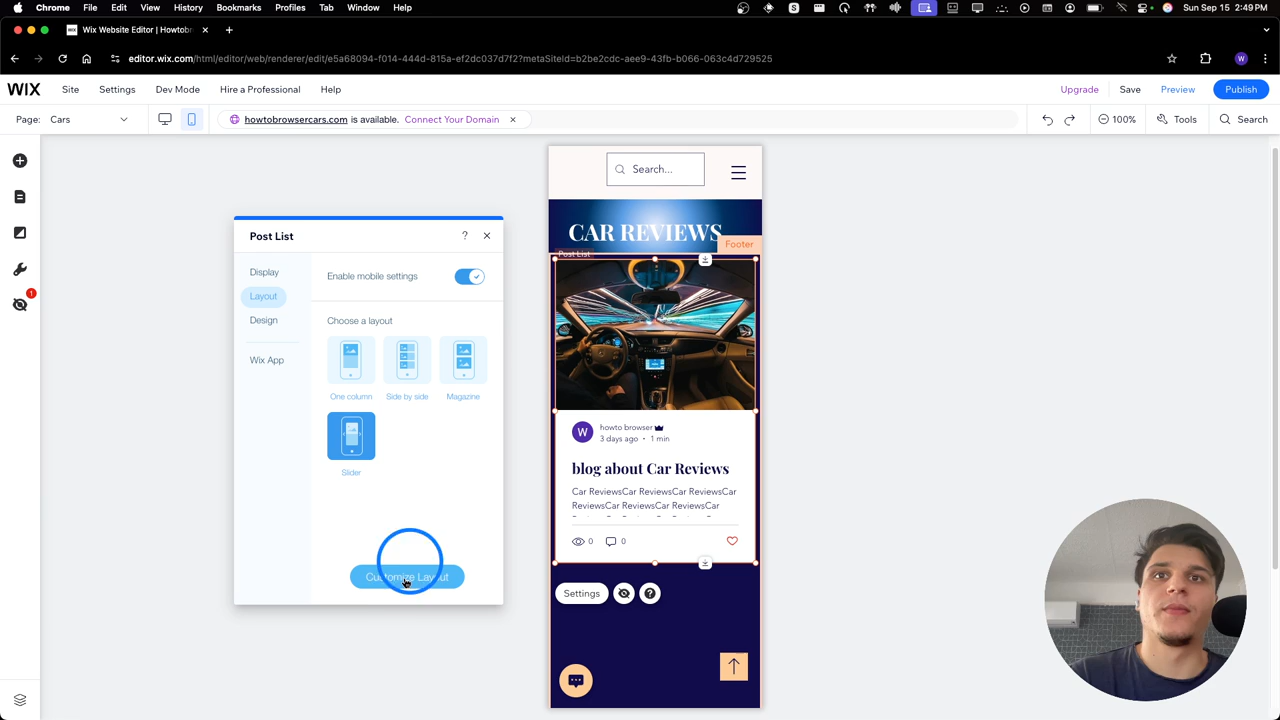 Chrome File Edit View History Bookmarks Profiles Tab Window Help
Sun Sep 15 2:49 PM
Wix Website Editor | Howtob
editor.wix.com/html/editor/web/renderer/edit/e5a68094-f014-444d-815a-ef2dc037d7f2?metaSiteId=b2be2cdc-aee9-43fb-b066-063c4d729525
W
WIX Site Settings Dev Mode Hire a Professional Help
Upgrade Save Preview Publish
Page: Cars
howtobrowsercars.com is available. Connect Your Domain
100% Tools Search
1
Post List
?
Display
Layout
Design
Wix App
Enable mobile settings
Choose a layout
One column
Side by side
Magazine
Slider
Customize Layout
Search...
CAR REVIEWS
Footer
Post List
W
howto browser
3 days ago • 1 min
blog about Car Reviews
Car ReviewsCar ReviewsCar ReviewsCar
ReviewsCar ReviewsCar ReviewsCar
0 0
Settings
?